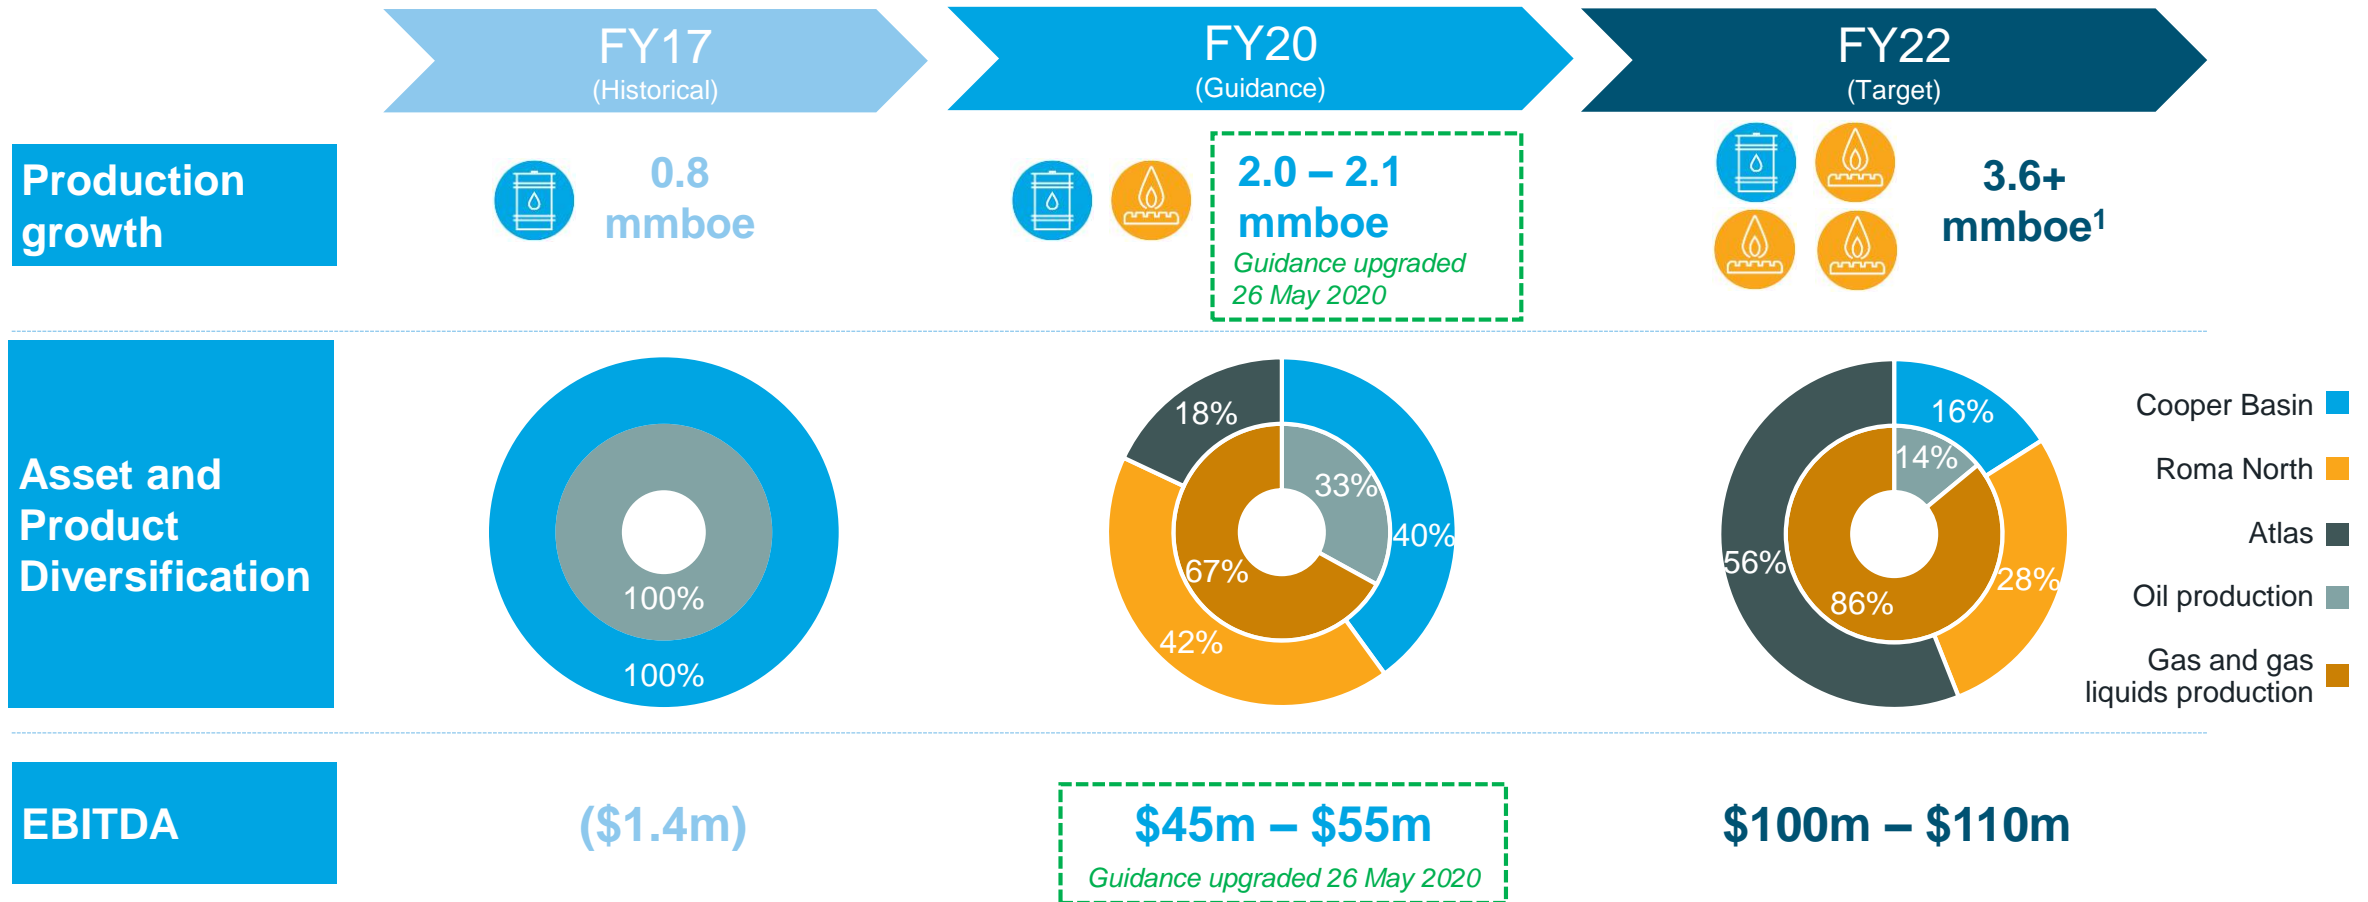 FY17
(Historical)
FY20
(Guidance)
FY22
(Target)
Production
growth
0.8
mmboe
2.0 – 2.1
mmboe
Guidance upgraded
26 May 2020
3.6+
mmboe¹
Asset and
Product
Diversification
100%
100%
18%
33%
40%
67%
42%
16%
14%
56%
28%
86%
Cooper Basin
Roma North
Atlas
Oil production
Gas and gas
liquids production
EBITDA
($1.4m)
$45m – $55m
Guidance upgraded 26 May 2020
$100m – $110m